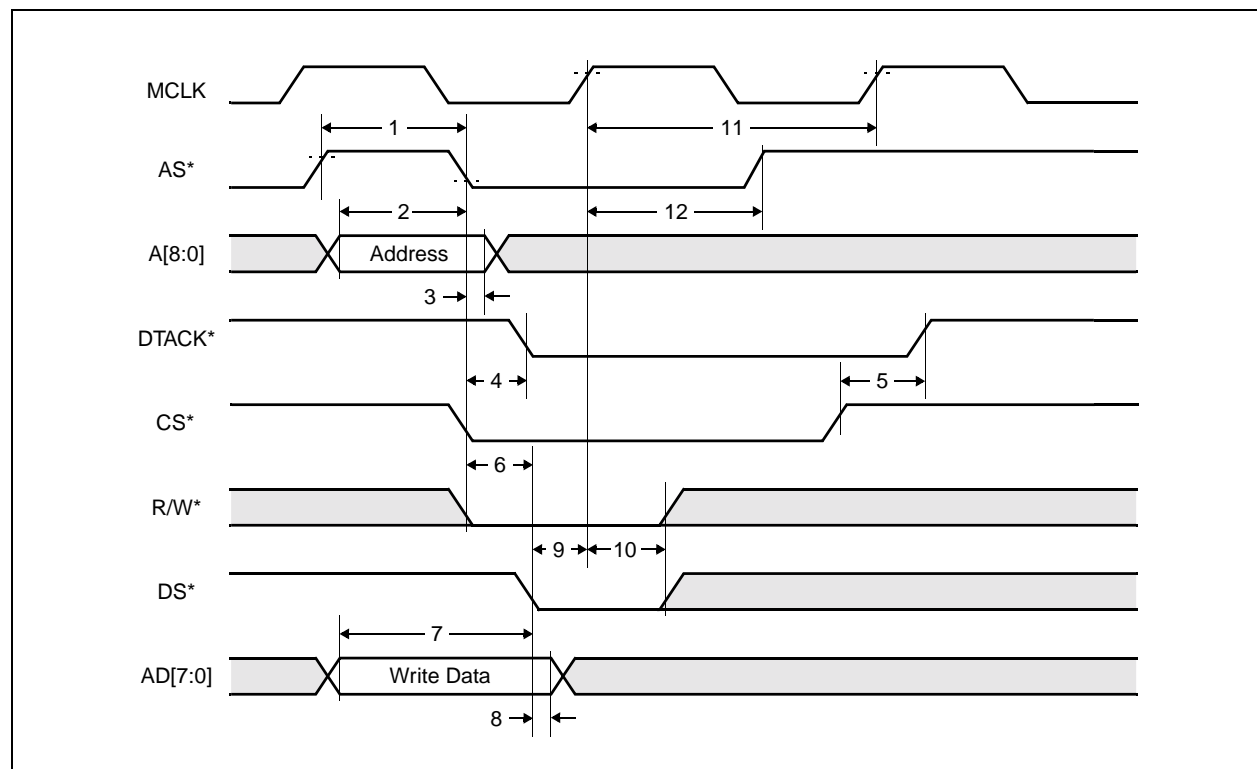 MCLK
1
11
AS*
2
12
A[8:0]
Address
3
DTACK*
4
5
CS*
6
R/W*
9
10
DS*
7
AD[7:0]
Write Data
8